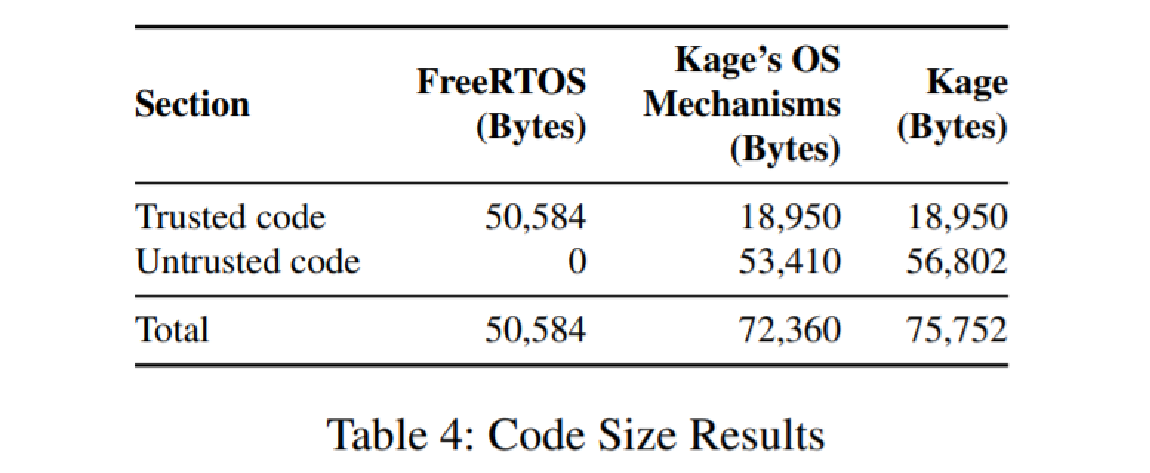 Section FreeRTOS (Bytes) Kage's OS Mechanisms (Bytes) Kage (Bytes)
Trusted code 50,584 18,950 18,950
Untrusted code 0 53,410 56,802
Total 50,584 72,360 75,752
Table 4: Code Size Results